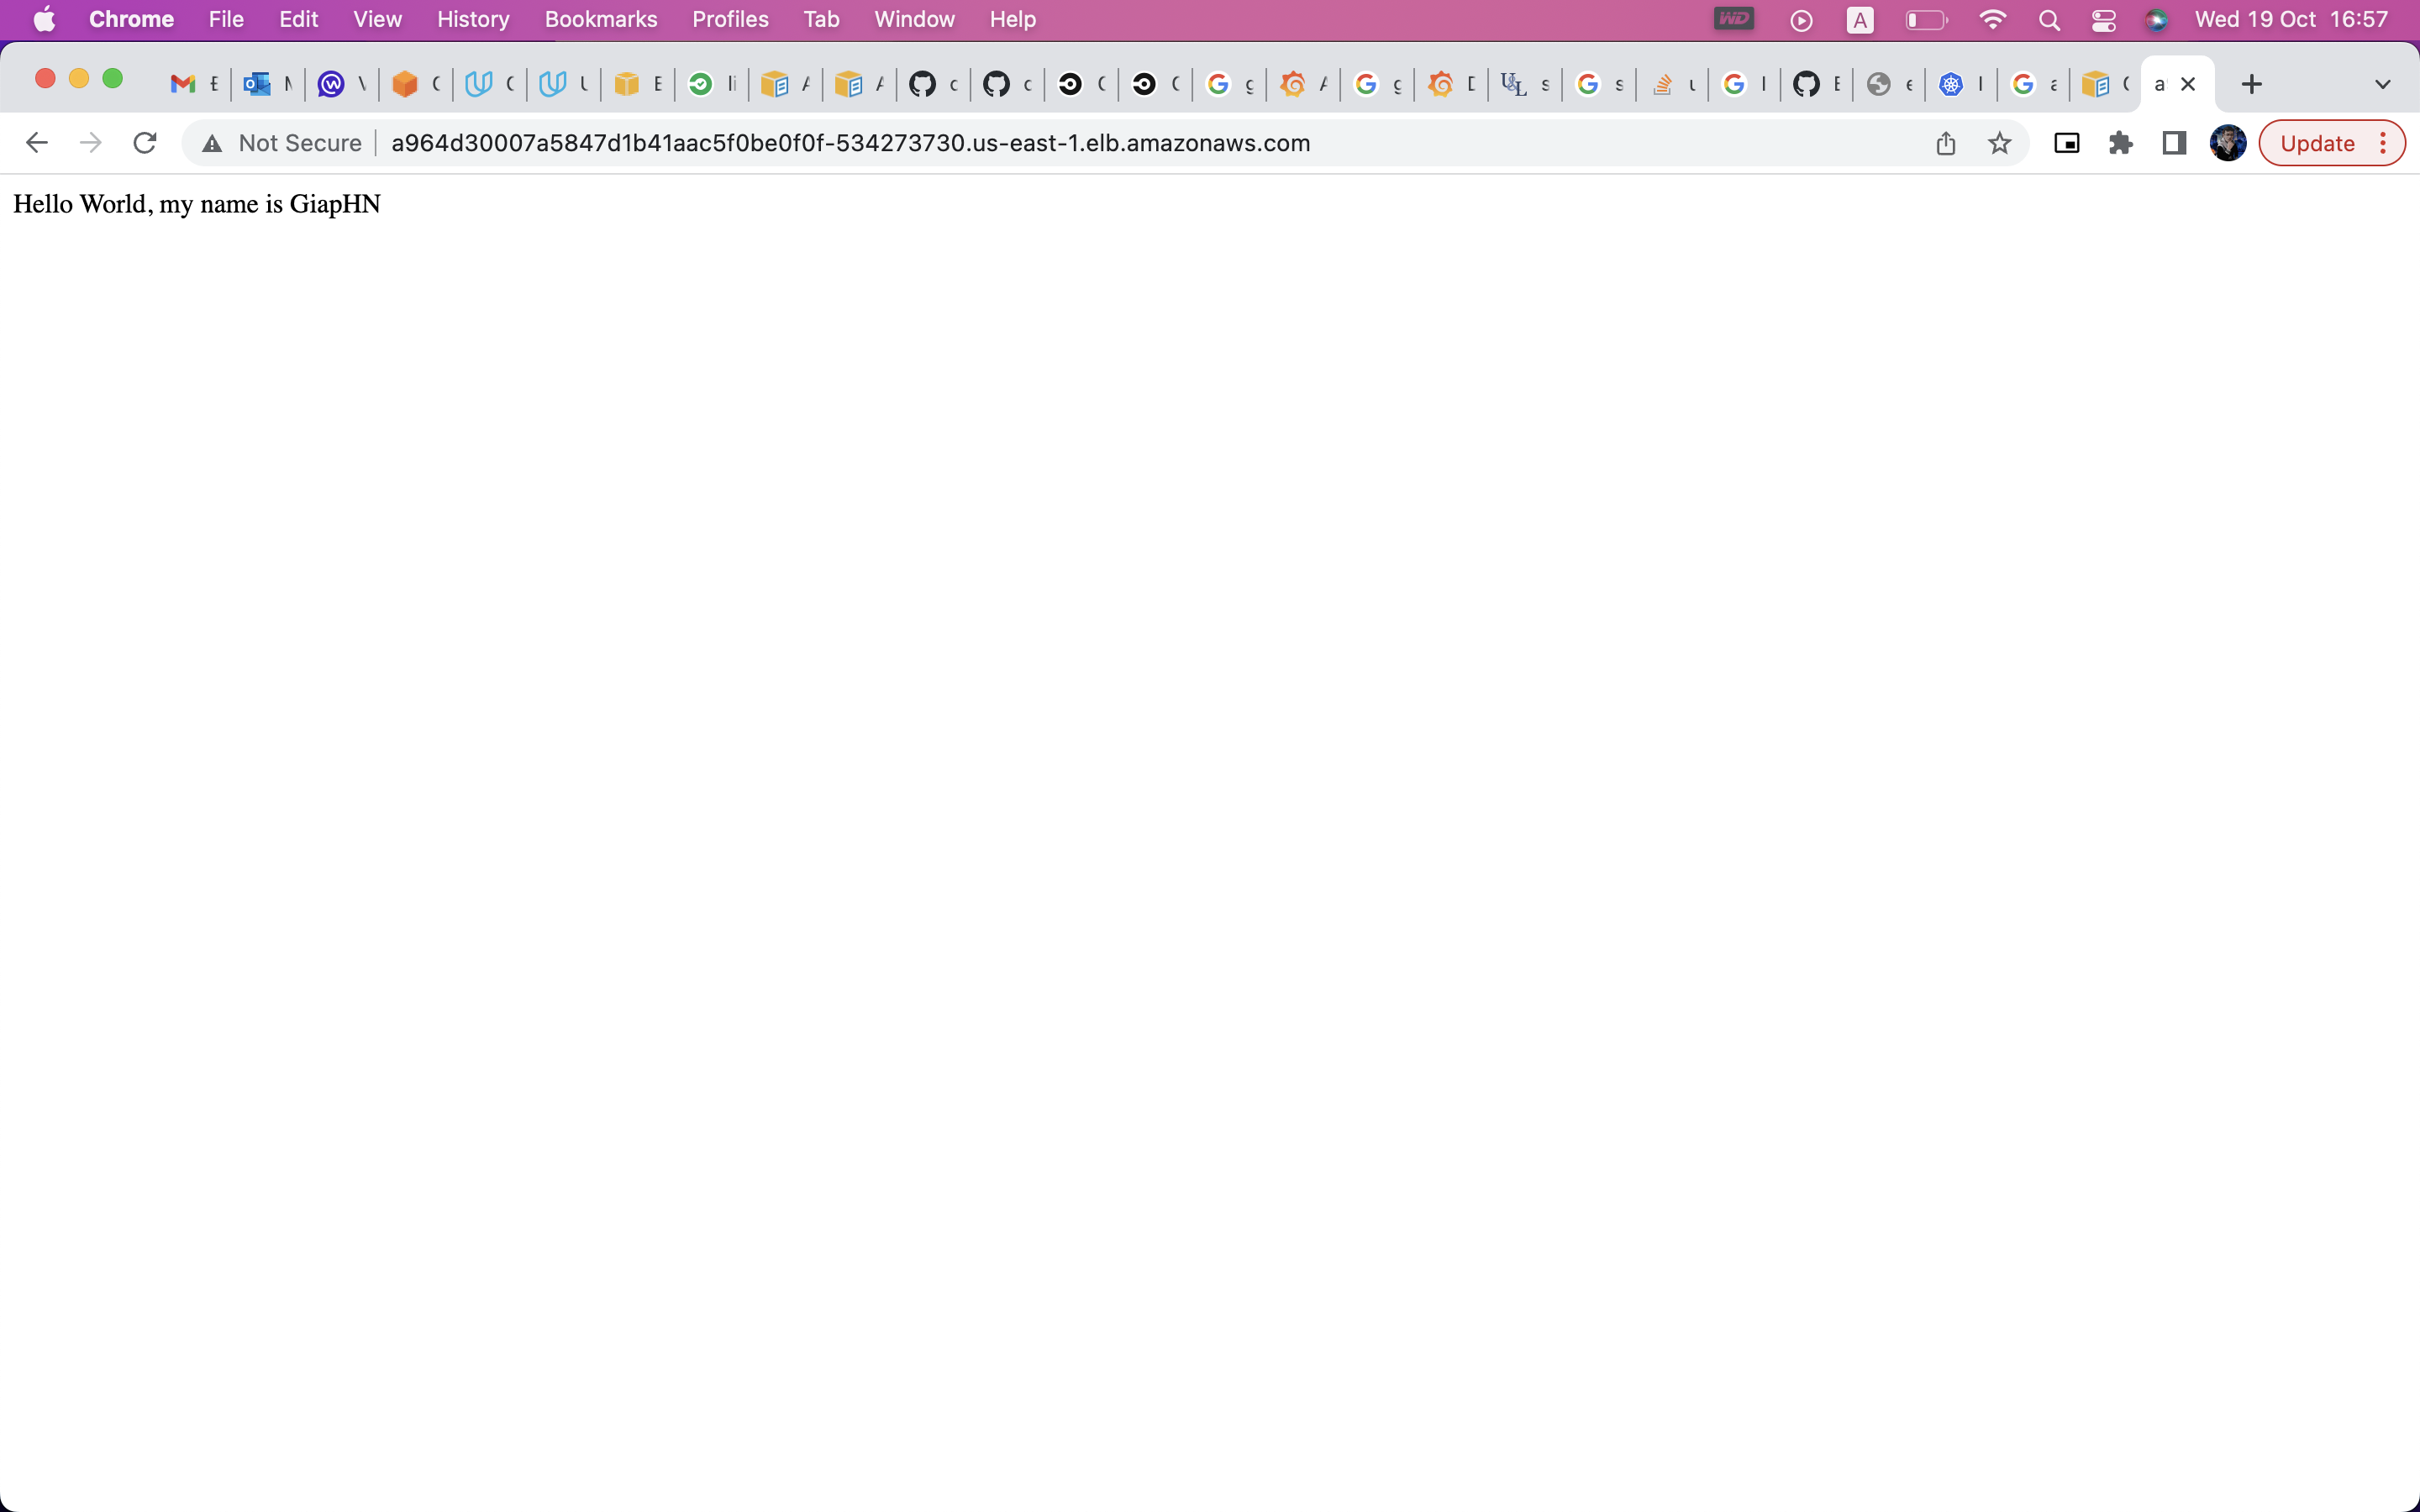 Chrome File Edit View History Bookmarks Profiles Tab Window Help WD A Wed 19 Oct 16:57
Not Secure a964d30007a5847d1b41aac5f0be0f0f-534273730.us-east-1.elb.amazonaws.com Update
Hello World, my name is GiapHN